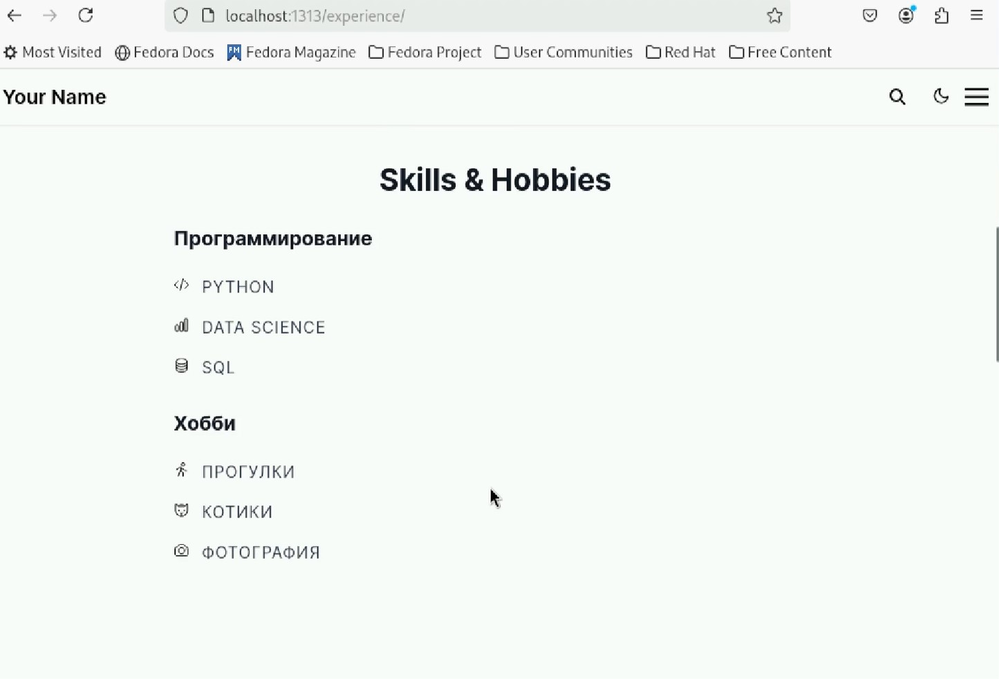 localhost:1313/experience/
Most Visited Fedora Docs FM Fedora Magazine Fedora Project User Communities Red Hat Free Content
Your Name
Skills & Hobbies
Программирование
PYTHON
DATA SCIENCE
SQL
Хобби
ПРОГУЛКИ
КОТИКИ
ФОТОГРАФИЯ